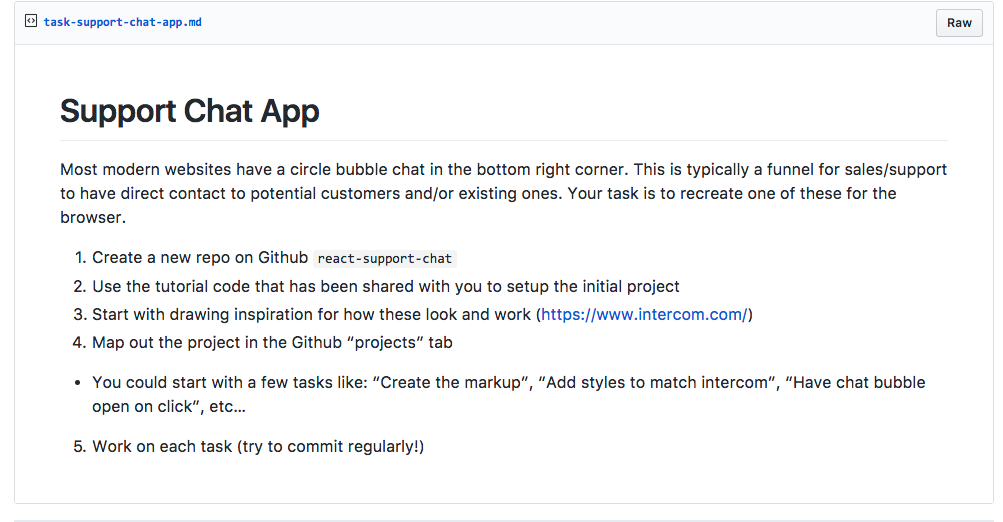 task-support-chat-app.md
Raw
Support Chat App
Most modern websites have a circle bubble chat in the bottom right corner. This is typically a funnel for sales/support
to have direct contact to potential customers and/or existing ones. Your task is to recreate one of these for the
browser.
1. Create a new repo on Github react-support-chat
2. Use the tutorial code that has been shared with you to setup the initial project
3. Start with drawing inspiration for how these look and work (https://www.intercom.com/)
4. Map out the project in the Github “projects” tab
• You could start with a few tasks like: “Create the markup”, “Add styles to match intercom”, “Have chat bubble
open on click”, etc…
5. Work on each task (try to commit regularly!)